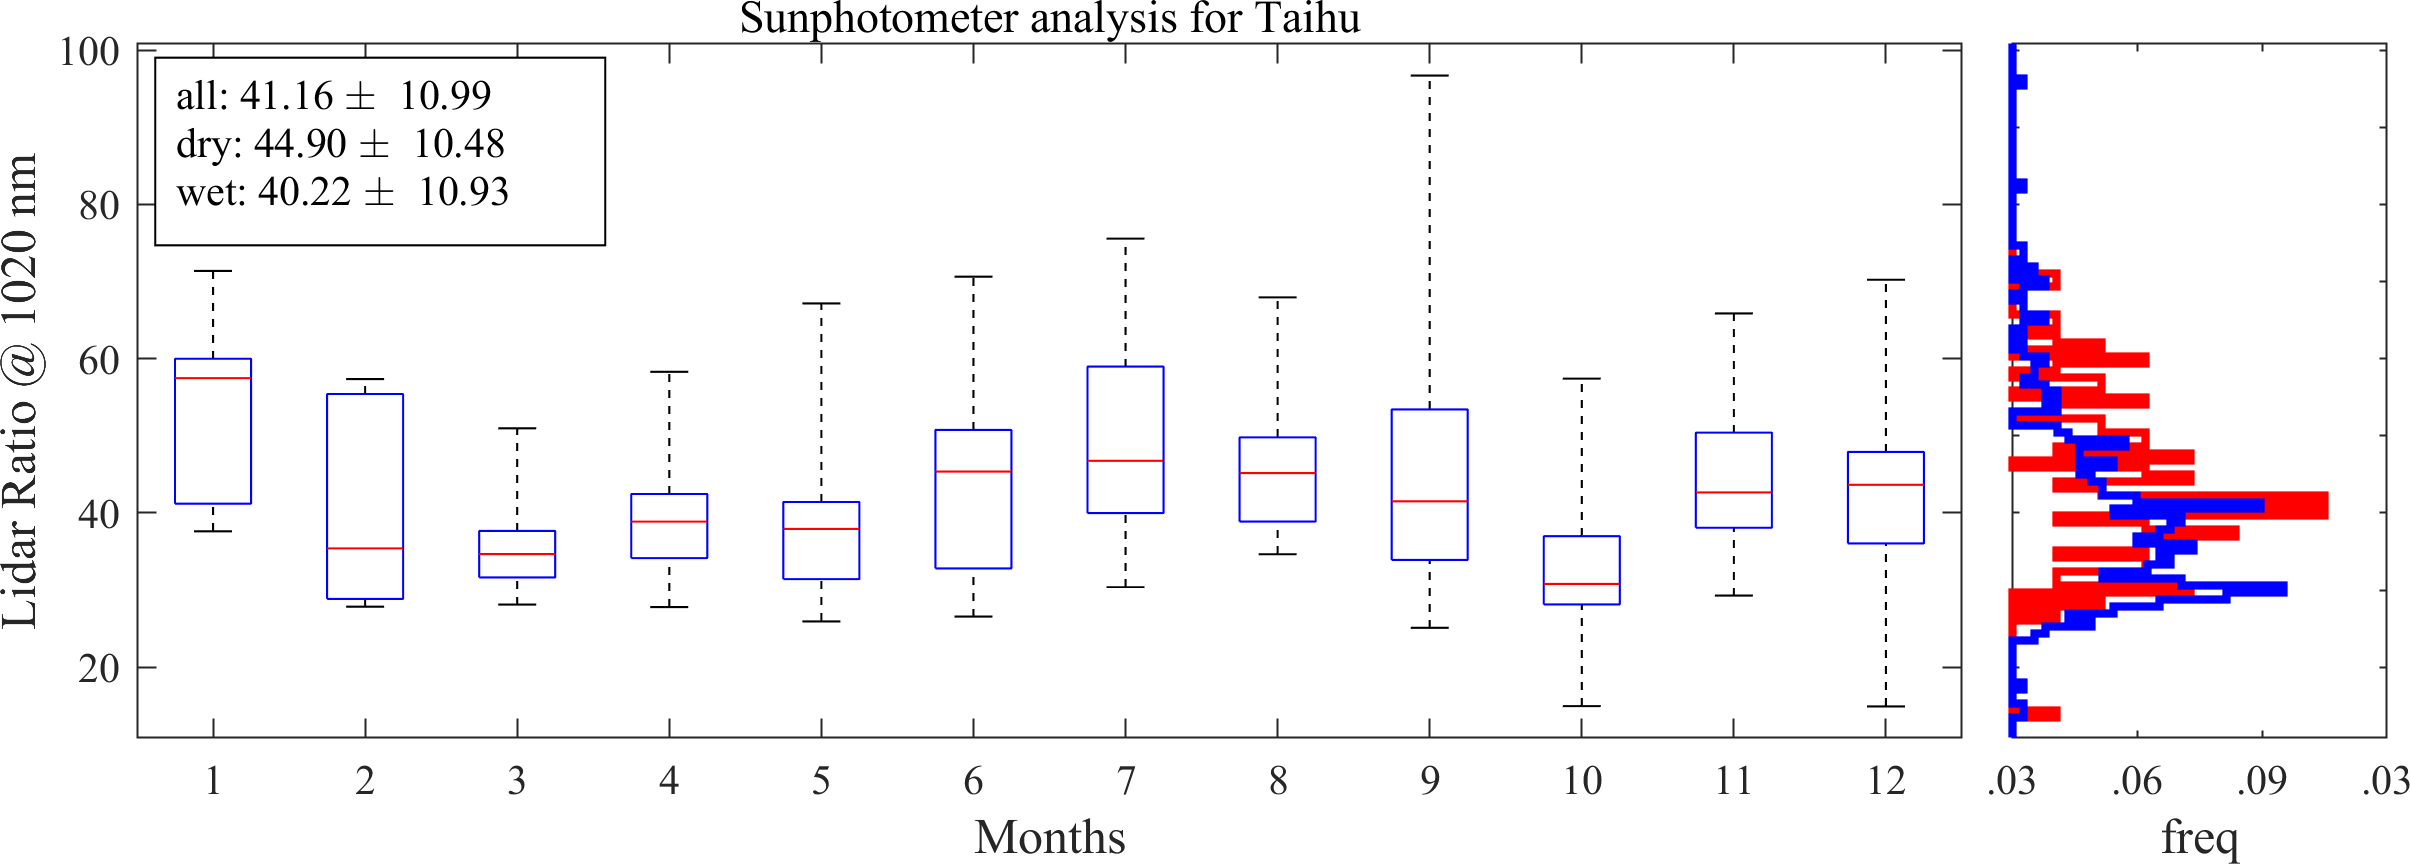 Sunphotometer analysis for Taihu
all: 41.16 ± 10.99
dry: 44.90 ± 10.48
wet: 40.22 ± 10.93
Lidar Ratio @ 1020 nm
100
80
60
40
20
1 2 3 4 5 6 7 8 9 10 11 12
Months
.03 .06 .09 .03
freq